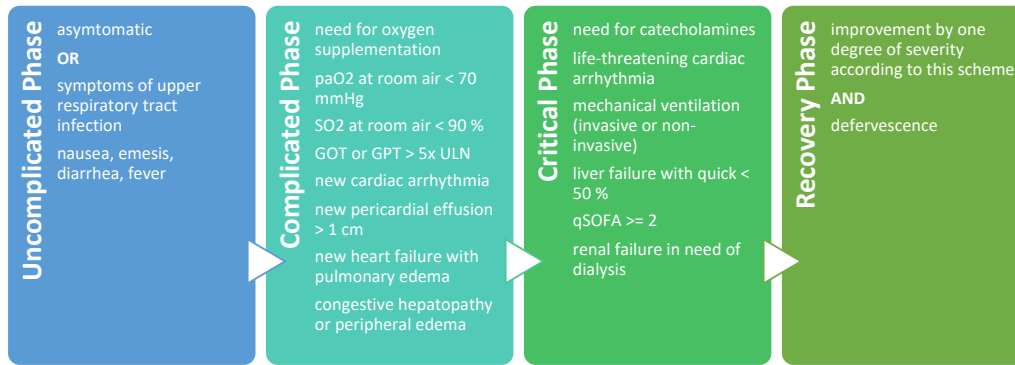 Uncomplicated Phase
asymtomatic
OR
symptoms of upper
respiratory tract
infection
nausea, emesis,
diarrhea, fever
Complicated Phase
need for oxygen
supplementation
paO2 at room air < 70
mmHg
SO2 at room air < 90 %
GOT or GPT > 5x ULN
new cardiac arrhythmia
new pericardial effusion
> 1 cm
new heart failure with
pulmonary edema
congestive hepatopathy
or peripheral edema
Critical Phase
need for catecholamines
life-threatening cardiac
arrhythmia
mechanical ventilation
(invasive or non-
invasive)
liver failure with quick <
50 %
qSOFA >= 2
renal failure in need of
dialysis
Recovery Phase
improvement by one
degree of severity
according to this scheme
AND
defervescence